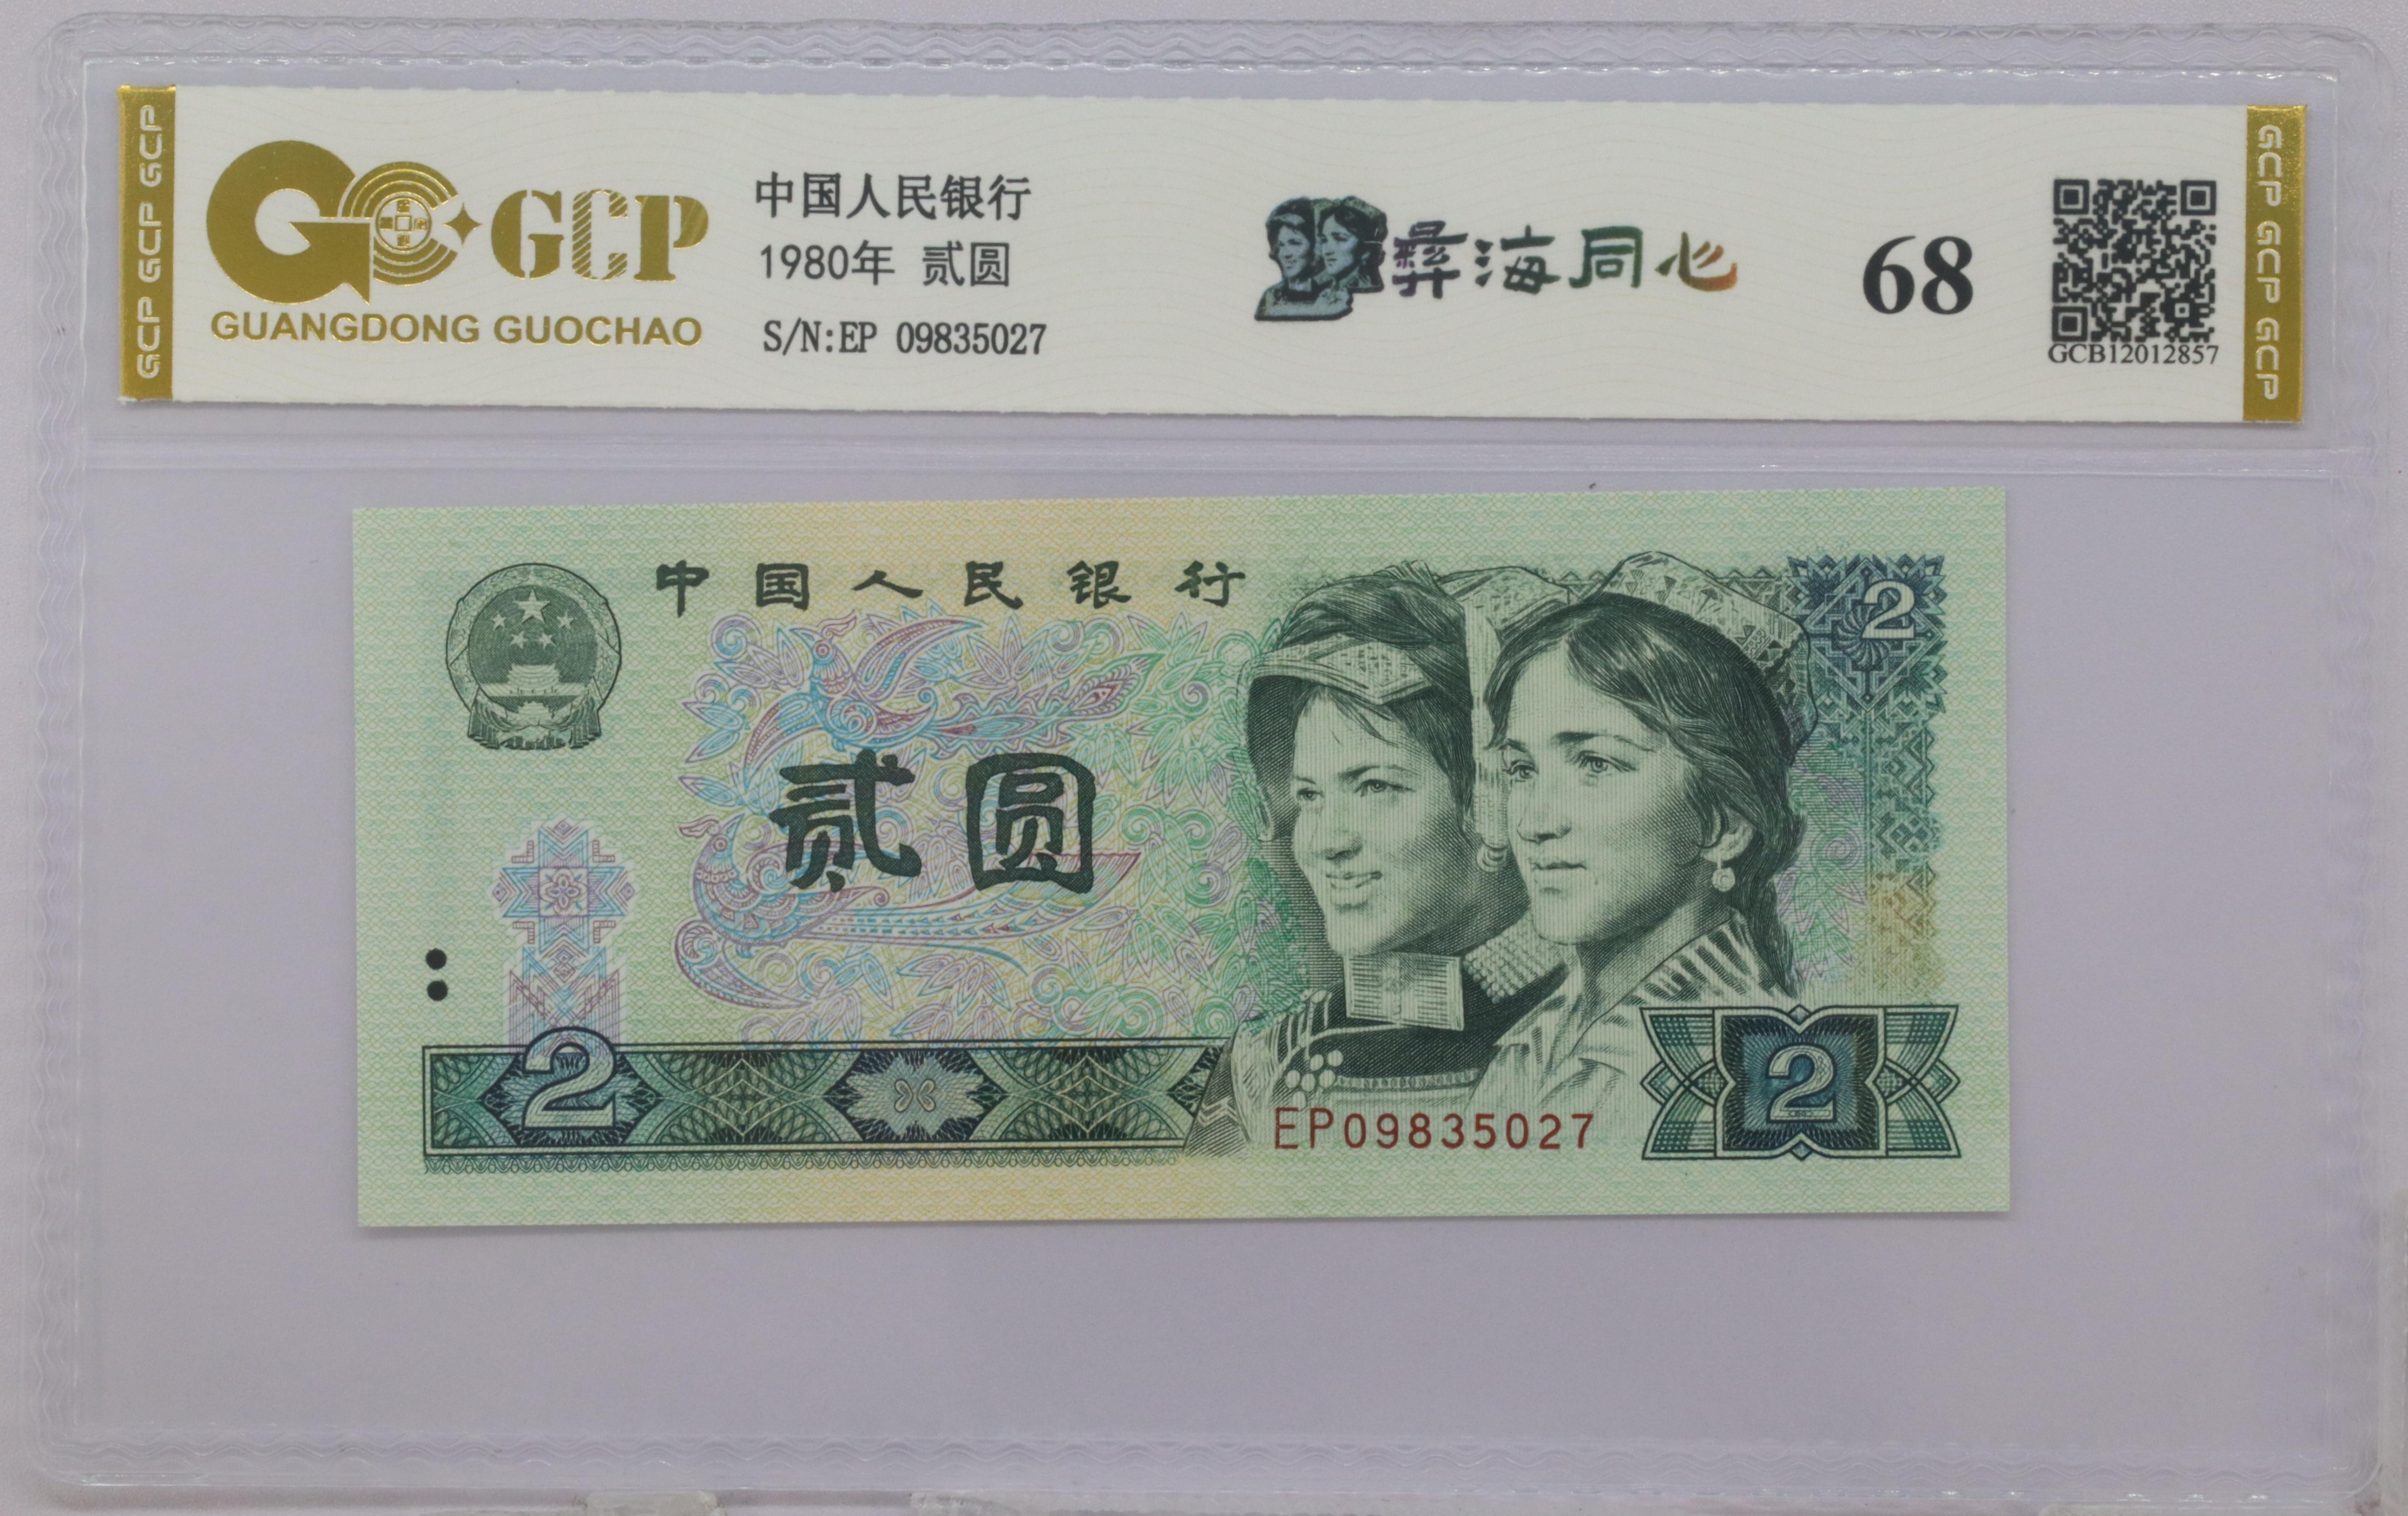 GCP GCP GCP
GC GCP
GUANGDONG GUOCHAO
中国人民银行
1980年 贰圆
S/N:EP 09835027
彝海同心
68
GCB12012857
GCP GCP GCP
中国人民银行
2
贰圆
2
EP09835027
2